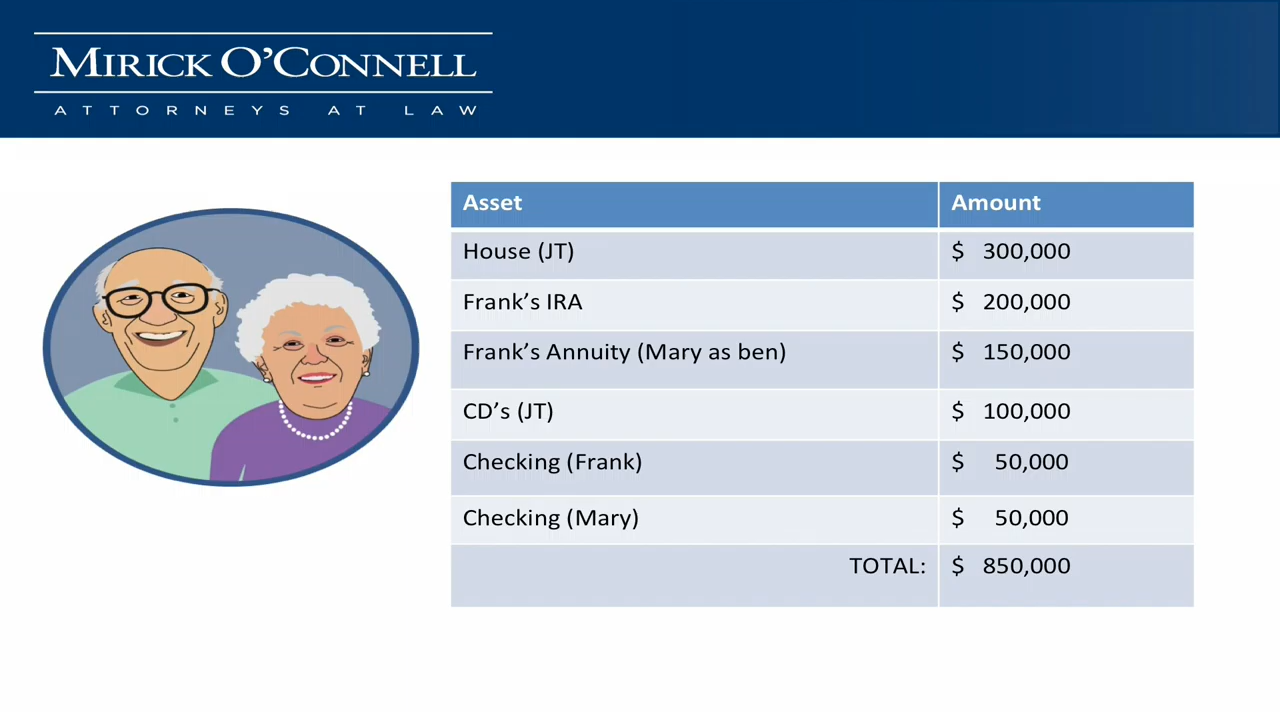 MIRICK O’CONNELL
ATTORNEYS AT LAW
Asset Amount
House (JT) $ 300,000
Frank’s IRA $ 200,000
Frank’s Annuity (Mary as ben) $ 150,000
CD’s (JT) $ 100,000
Checking (Frank) $ 50,000
Checking (Mary) $ 50,000
TOTAL: $ 850,000